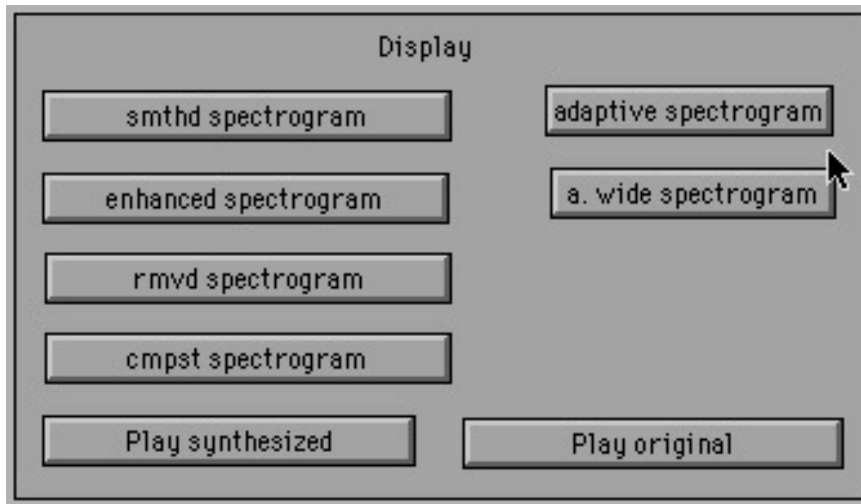 Display
smthd spectrogram
adaptive spectrogram
enhanced spectrogram
a. wide spectrogram
rmvd spectrogram
cmpst spectrogram
Play synthesized
Play original